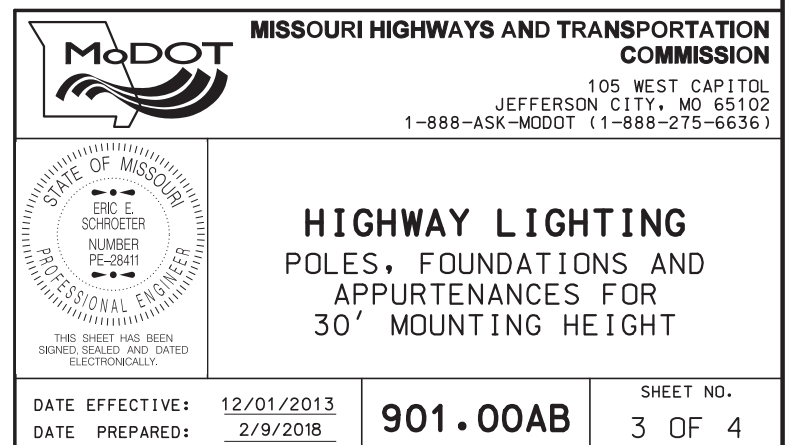 MoDOT
MISSOURI HIGHWAYS AND TRANSPORTATION
COMMISSION
105 WEST CAPITOL
JEFFERSON CITY, MO 65102
1-888-ASK-MODOT (1-888-275-6636)
STATE OF MISSOURI
ERIC E.
SCHROETER
NUMBER
PE-28411
PROFESSIONAL ENGINEER
THIS SHEET HAS BEEN
SIGNED, SEALED AND DATED
ELECTRONICALLY.
HIGHWAY LIGHTING
POLES, FOUNDATIONS AND
APPURTENANCES FOR
30' MOUNTING HEIGHT
DATE EFFECTIVE: 12/01/2013
DATE PREPARED: 2/9/2018
901.00AB
SHEET NO.
3 OF 4